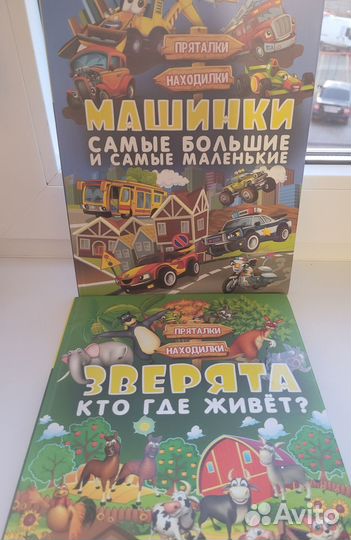 ПРЯТАЛКИ
НАХОДИЛКИ
МАШИНКИ
САМЫЕ БОЛЬШИЕ
И САМЫЕ МАЛЕНЬКИЕ
ПРЯТАЛКИ
НАХОДИЛКИ
ЗВЕРЯТА
КТО ГДЕ ЖИВЁТ?
Avito